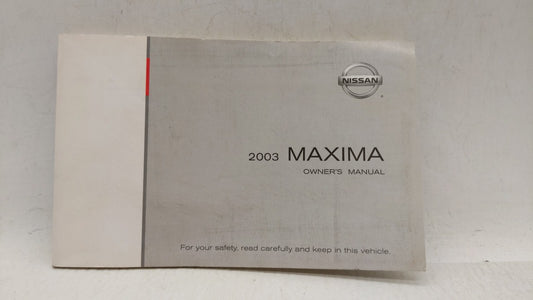 NISSAN
2003 MAXIMA
OWNER'S MANUAL
For your safety, read carefully and keep in this vehicle.